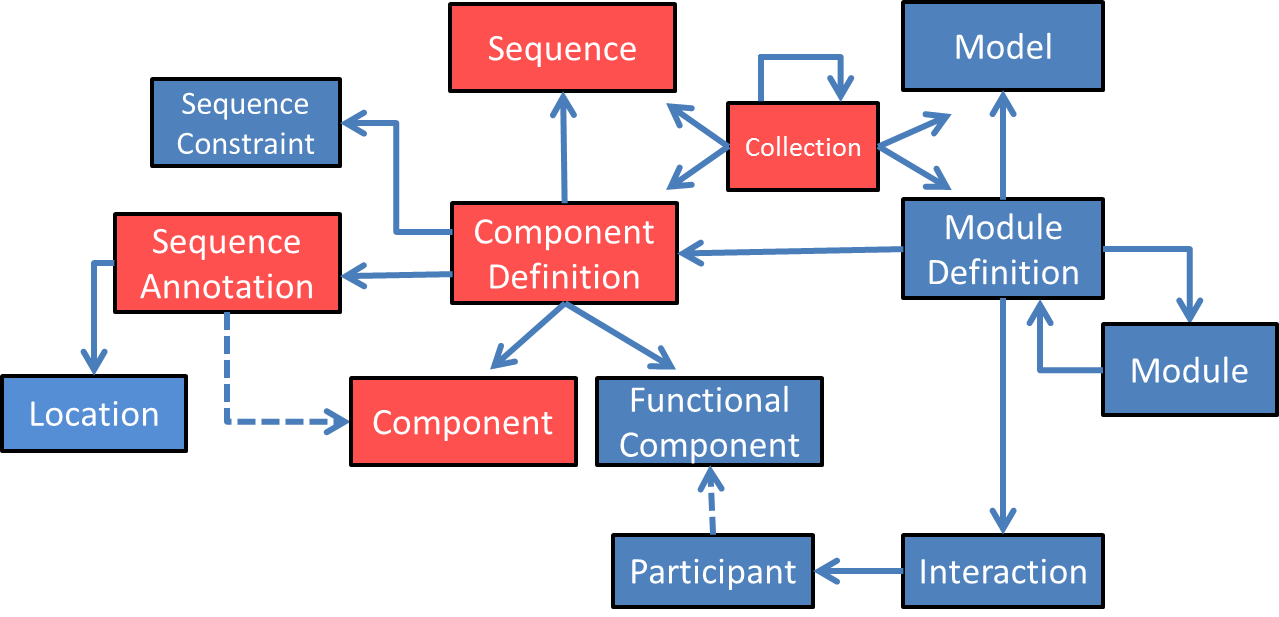 Sequence
Model
Sequence
Constraint
Collection
Sequence
Annotation
Component
Definition
Module
Definition
Module
Location
Component
Functional
Component
Participant
Interaction